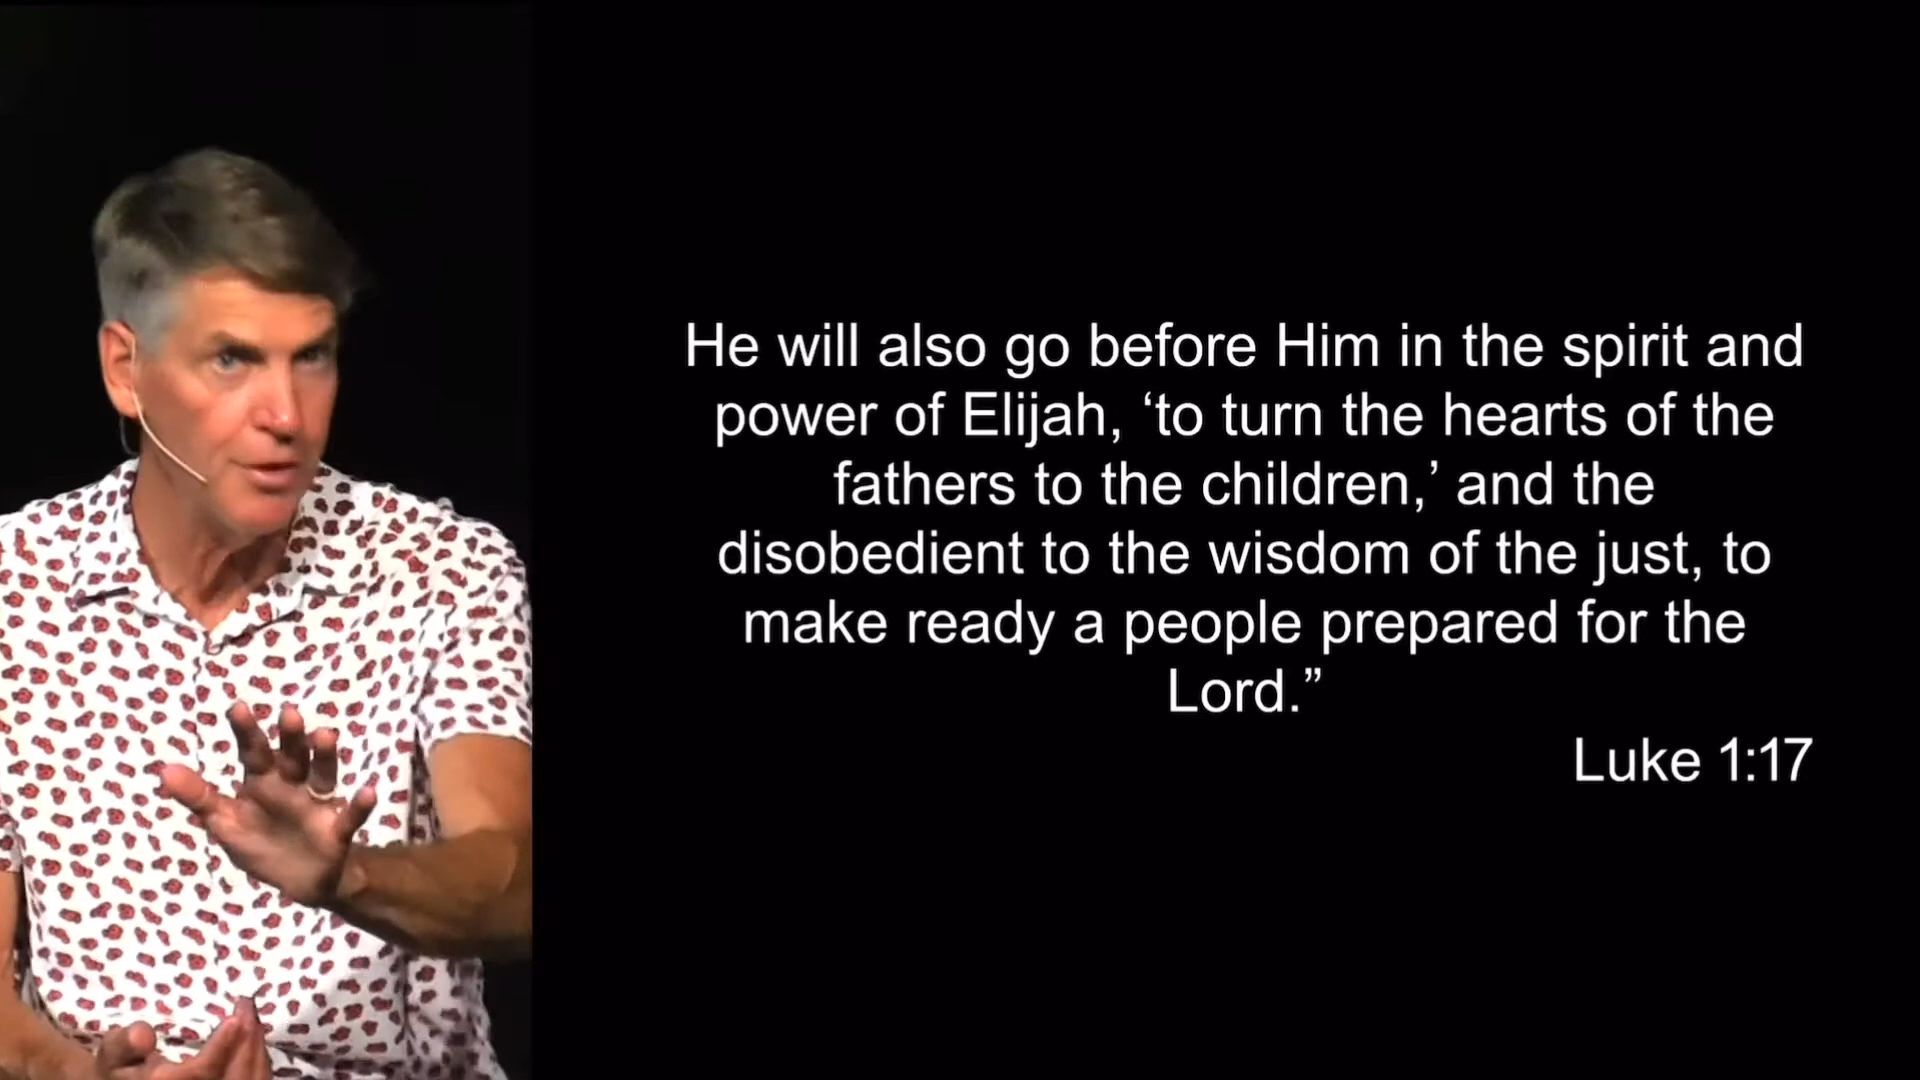 He will also go before Him in the spirit and
power of Elijah, ‘to turn the hearts of the
fathers to the children,’ and the
disobedient to the wisdom of the just, to
make ready a people prepared for the
Lord.”
Luke 1:17